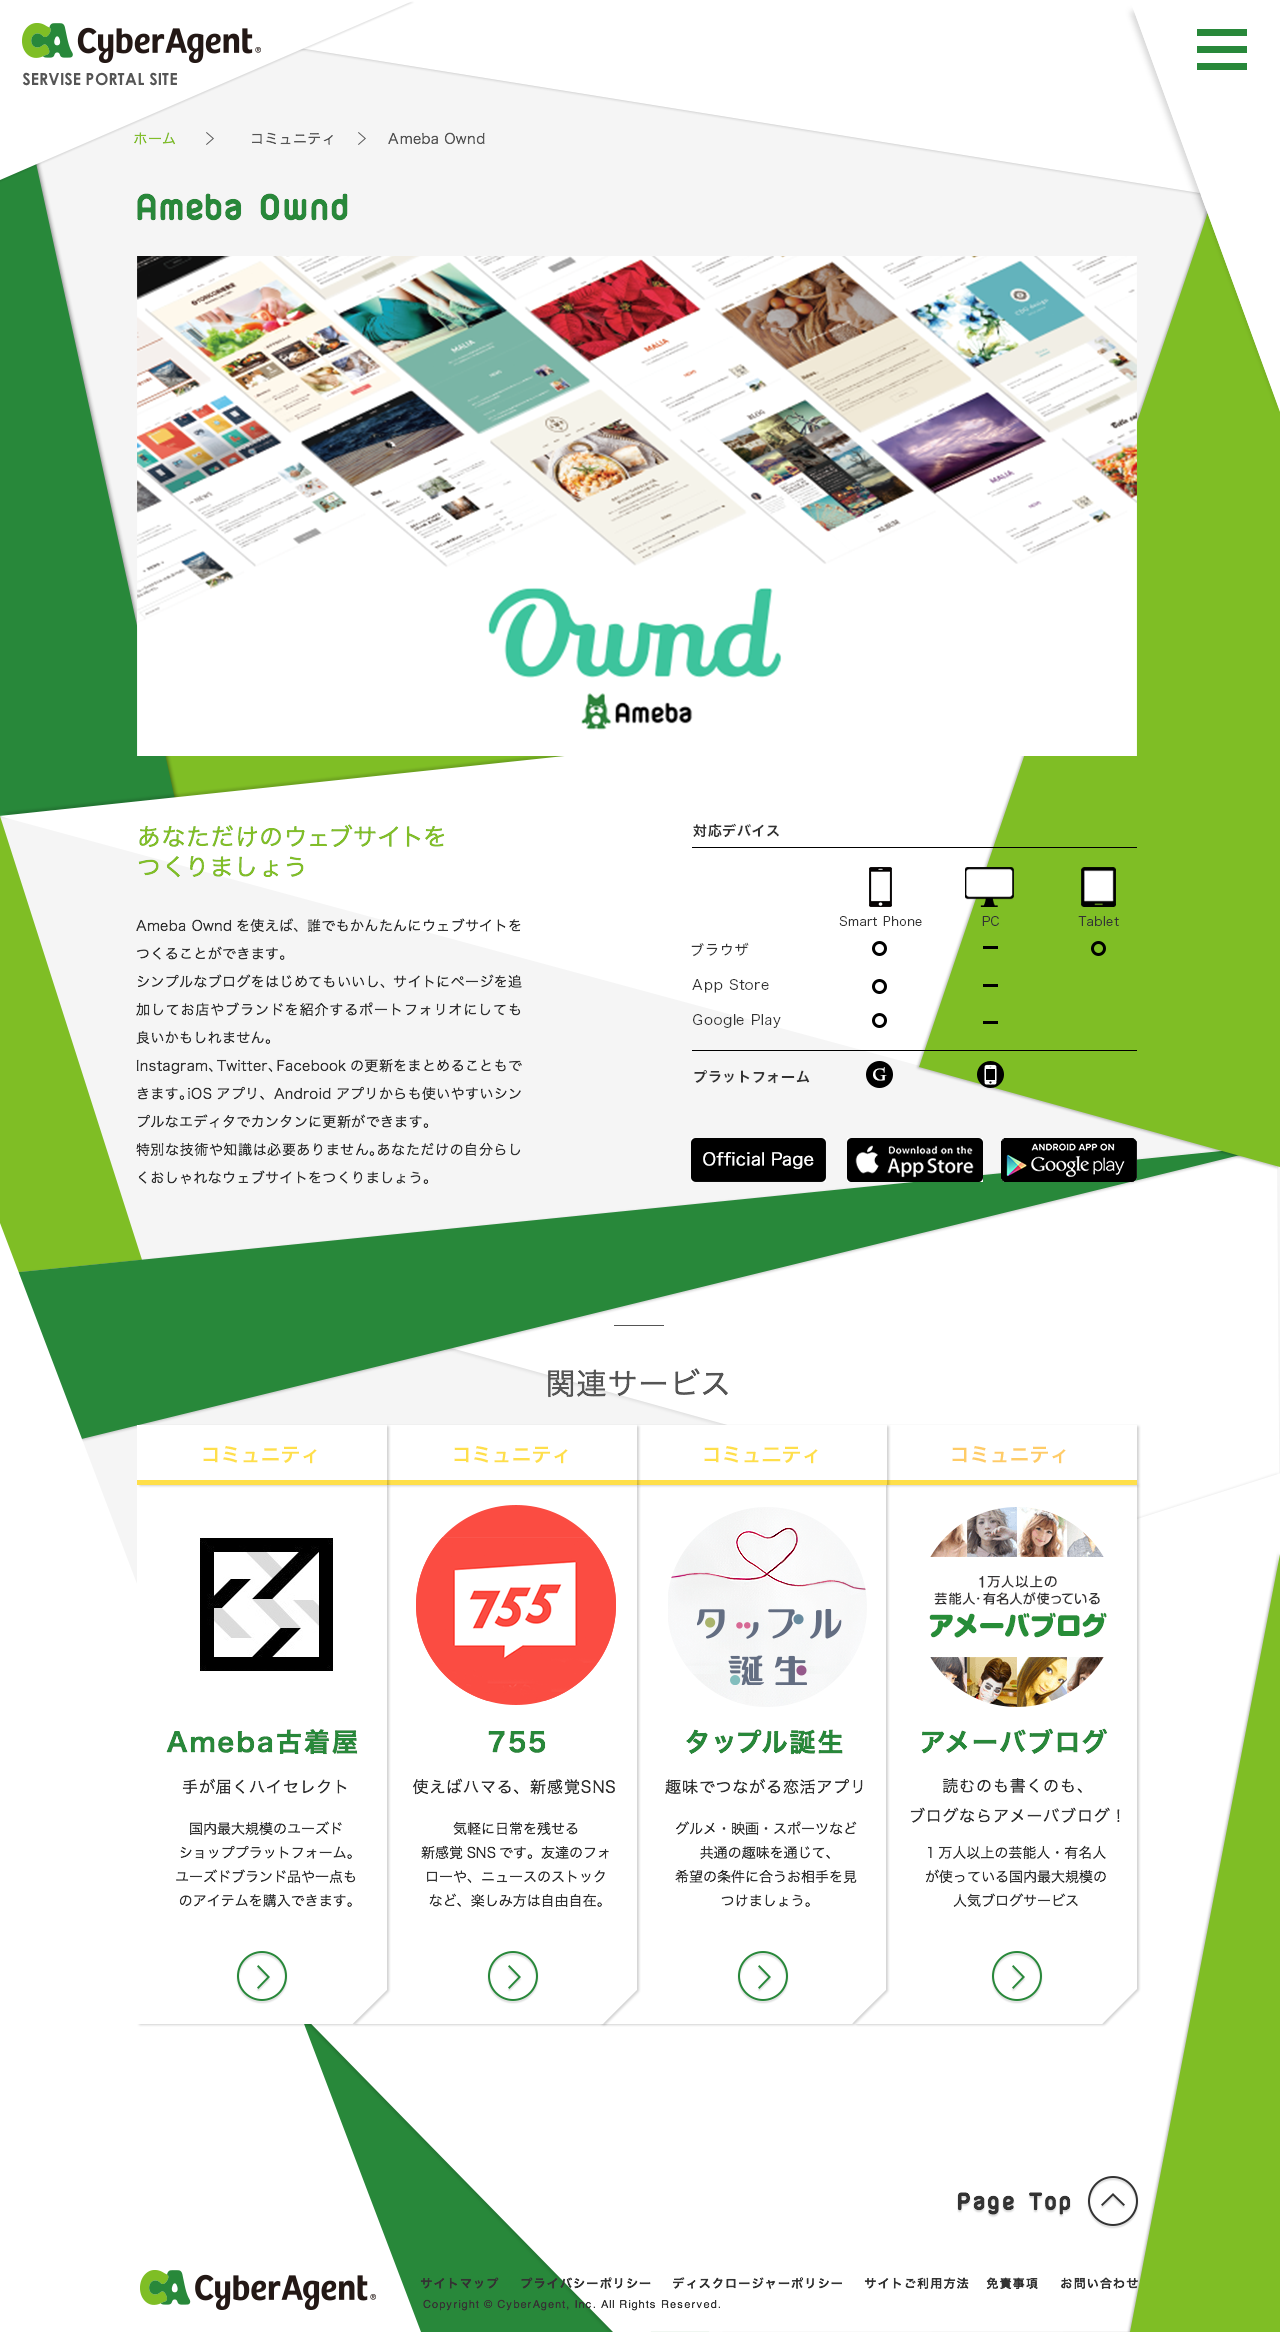 CyberAgent®
SERVISE PORTAL SITE
ホーム > コミュニティ > Ameba Ownd
Ameba Ownd
MALIA
MALIA
BLOG
MALIA
ALBUM
NEWS
Ownd
Ameba
あなただけのウェブサイトを
つくりましょう
Ameba Ownd を使えば、誰でもかんたんにウェブサイトを
つくることができます。
シンプルなブログをはじめてもいいし、サイトにページを追
加してお店やブランドを紹介するポートフォリオにしても
良いかもしれません。
Instagram、Twitter、Facebook の更新をまとめることもで
きます。iOS アプリ、Android アプリからも使いやすいシン
プルなエディタでカンタンに更新ができます。
特別な技術や知識は必要ありません。あなただけの自分らし
くおしゃれなウェブサイトをつくりましょう。
対応デバイス
Smart Phone PC Tablet
ブラウザ
App Store
Google Play
プラットフォーム G
Official Page
Download on the
App Store
ANDROID APP ON
Google play
関連サービス
コミュニティ
Ameba古着屋
手が届くハイセレクト
国内最大規模のユーズド
ショッププラットフォーム。
ユーズドブランド品や一点も
のアイテムを購入できます。
コミュニティ
755
755
使えばハマる、新感覚SNS
気軽に日常を残せる
新感覚 SNS です。友達のフォ
ローや、ニュースのストック
など、楽しみ方は自由自在。
コミュニティ
タップル
誕生
タップル誕生
趣味でつながる恋活アプリ
グルメ・映画・スポーツなど
共通の趣味を通じて、
希望の条件に合うお相手を見
つけましょう。
コミュニティ
1万人以上の
芸能人・有名人が使っている
アメーバブログ
アメーバブログ
読むのも書くのも、
ブログならアメーバブログ！
1 万人以上の芸能人・有名人
が使っている国内最大規模の
人気ブログサービス
Page Top
CyberAgent®
サイトマップ プライバシーポリシー ディスクロージャーポリシー サイトご利用方法 免責事項 お問い合わせ
Copyright © CyberAgent, Inc. All Rights Reserved.